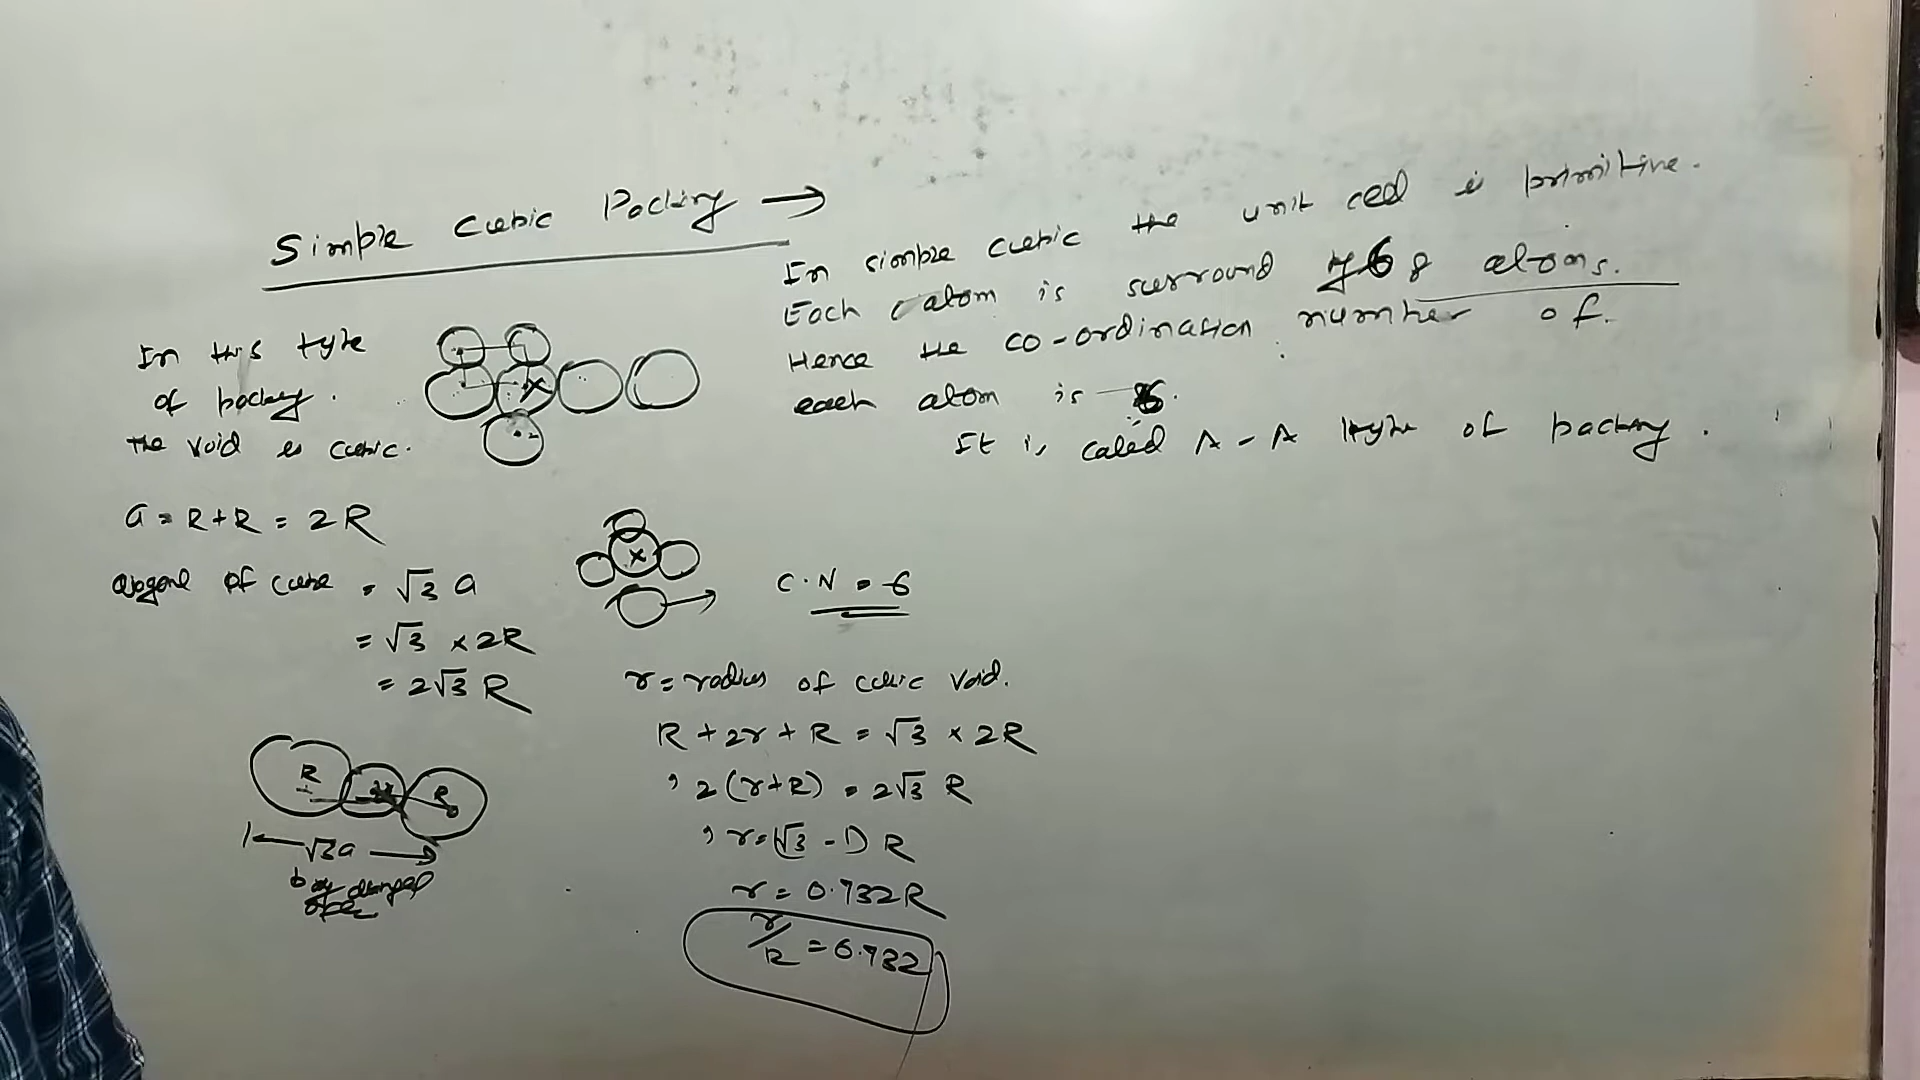 Simple Cubic Packing →
In simple cubic the unit cell is primitive.
Each atom is surround 6 8 atoms.
Hence the co-ordination number of.
each atom is 6.
It is called A - A type of packing.
In this type
of packing.
the void is cubic.
a = R + R = 2R
of cube = √3 a
= √3 × 2R
= 2√3 R
C.N = 6
R
2r
R
√3a
r = radius of cubic void.
R + 2r + R = √3 × 2R
, 2(r+R) = 2√3 R
, r = (√3 - 1) R
r = 0.732R
r/R = 0.732